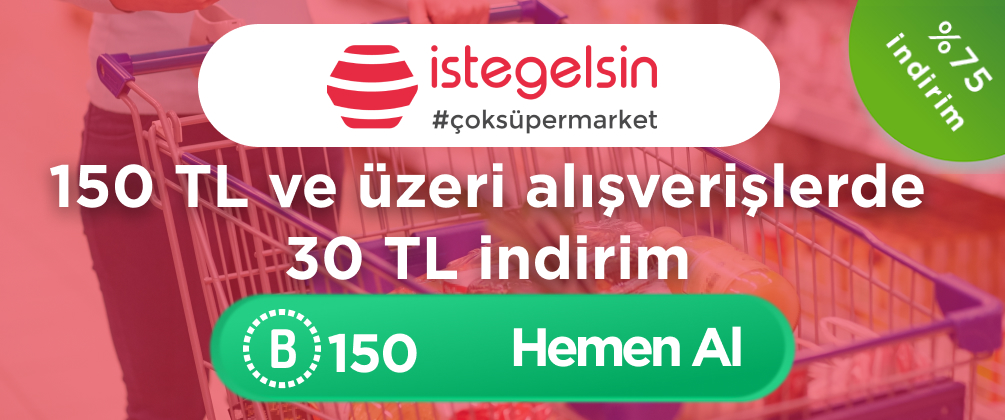 istegelsin
#çoksüpermarket
%75
indirim
150 TL ve üzeri alışverişlerde
30 TL indirim
B 150 Hemen Al